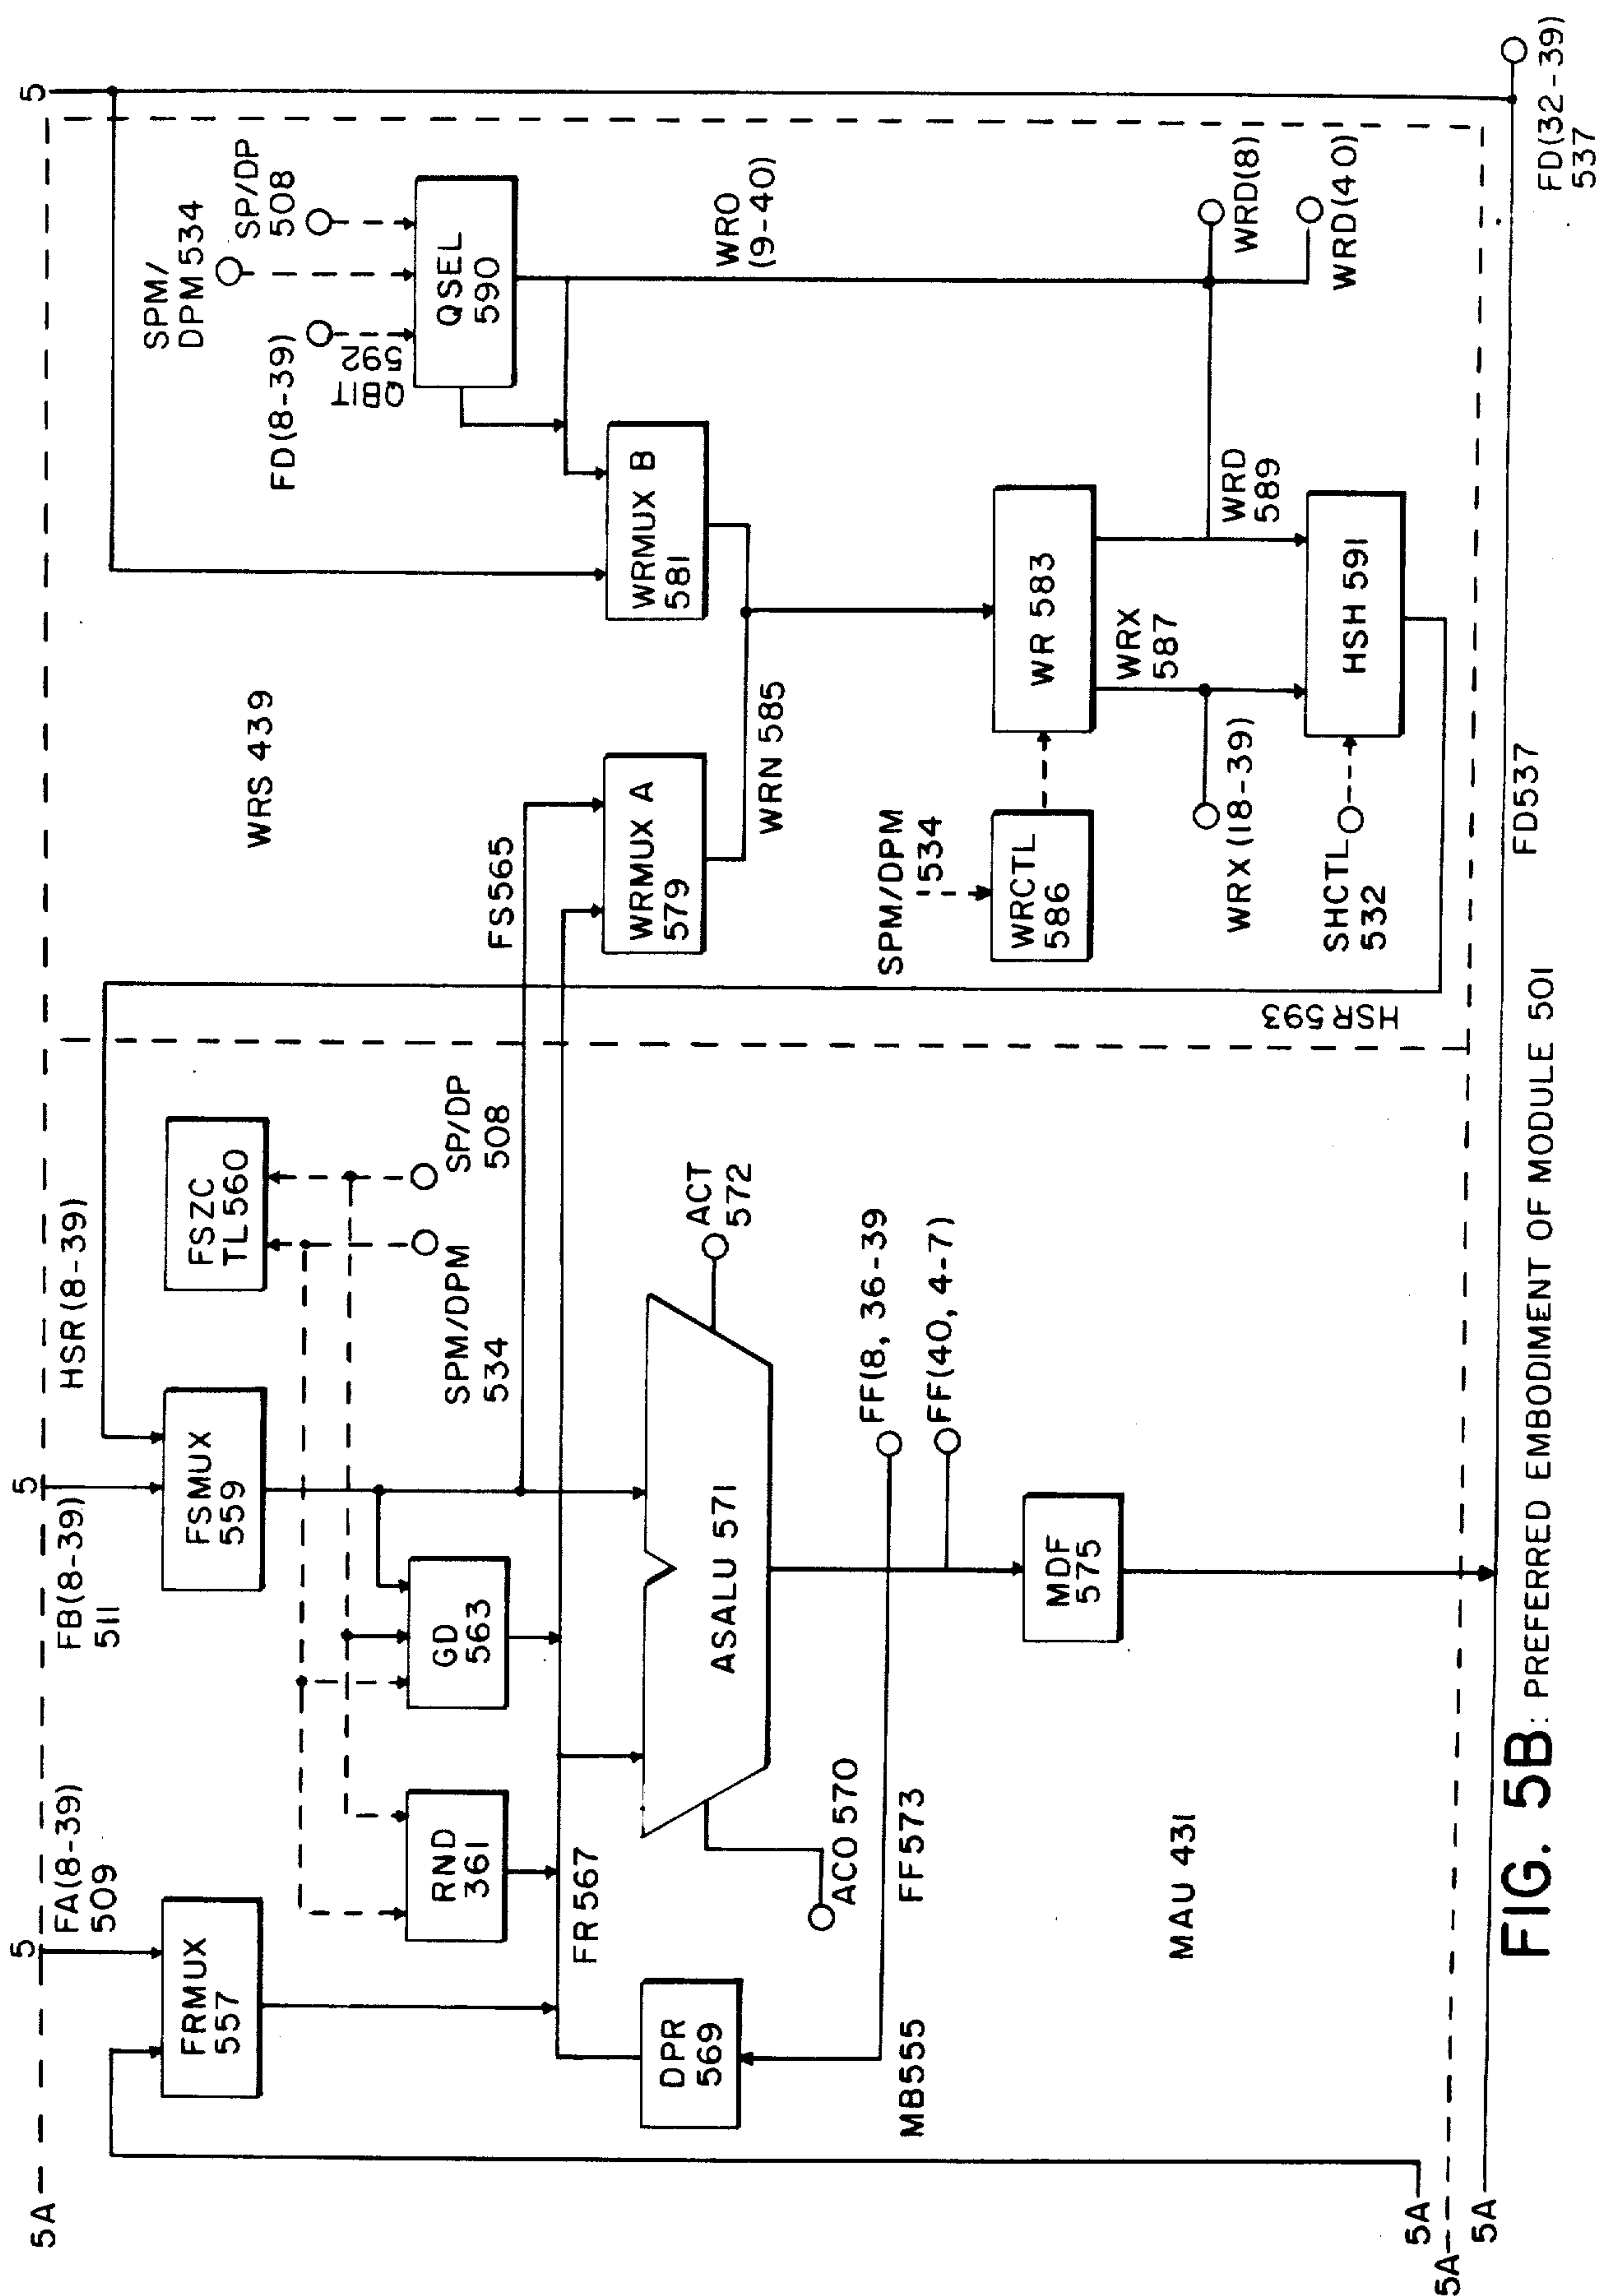 5A
5
FA(8-39)
509
FB(8-39)
511
5
HSR(8-39)
5
FRMUX
557
FSMUX
559
FSZC
TL560
WRS 439
SPM/
DPM 534
SP/DP
508
FD(8-39)
QBIT
592
QSEL
590
RND
361
GD
563
SPM/DPM
534
SP/DP
508
FS565
WRMUX A
579
WRMUX B
581
FR567
WRN 585
WRO
(9-40)
DPR
569
ASALU 571
ACT
572
ACO 570
MB555
FF573
FF(8, 36-39
FF(40, 4-7)
SPM/DPM
534
WRCTL
586
WR 583
WRX
587
WRD
589
WRX(18-39)
SHCTL
532
HSH 591
WRD(8)
WRD(40)
MDF
575
MAU 431
HSR593
5A
5A
5A
FD537
FD(32-39)
537
FIG. 5B: PREFERRED EMBODIMENT OF MODULE 501